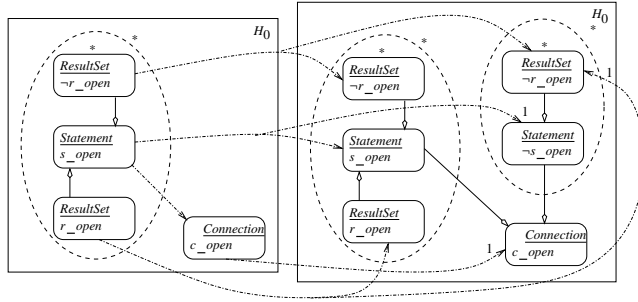 H0
* *
ResultSet
¬r_open
Statement
s_open
ResultSet
r_open
Connection
c_open
H0
* *
ResultSet
¬r_open
Statement
s_open
ResultSet
r_open
*
*
ResultSet
¬r_open
1
1
Statement
¬s_open
Connection
c_open
1